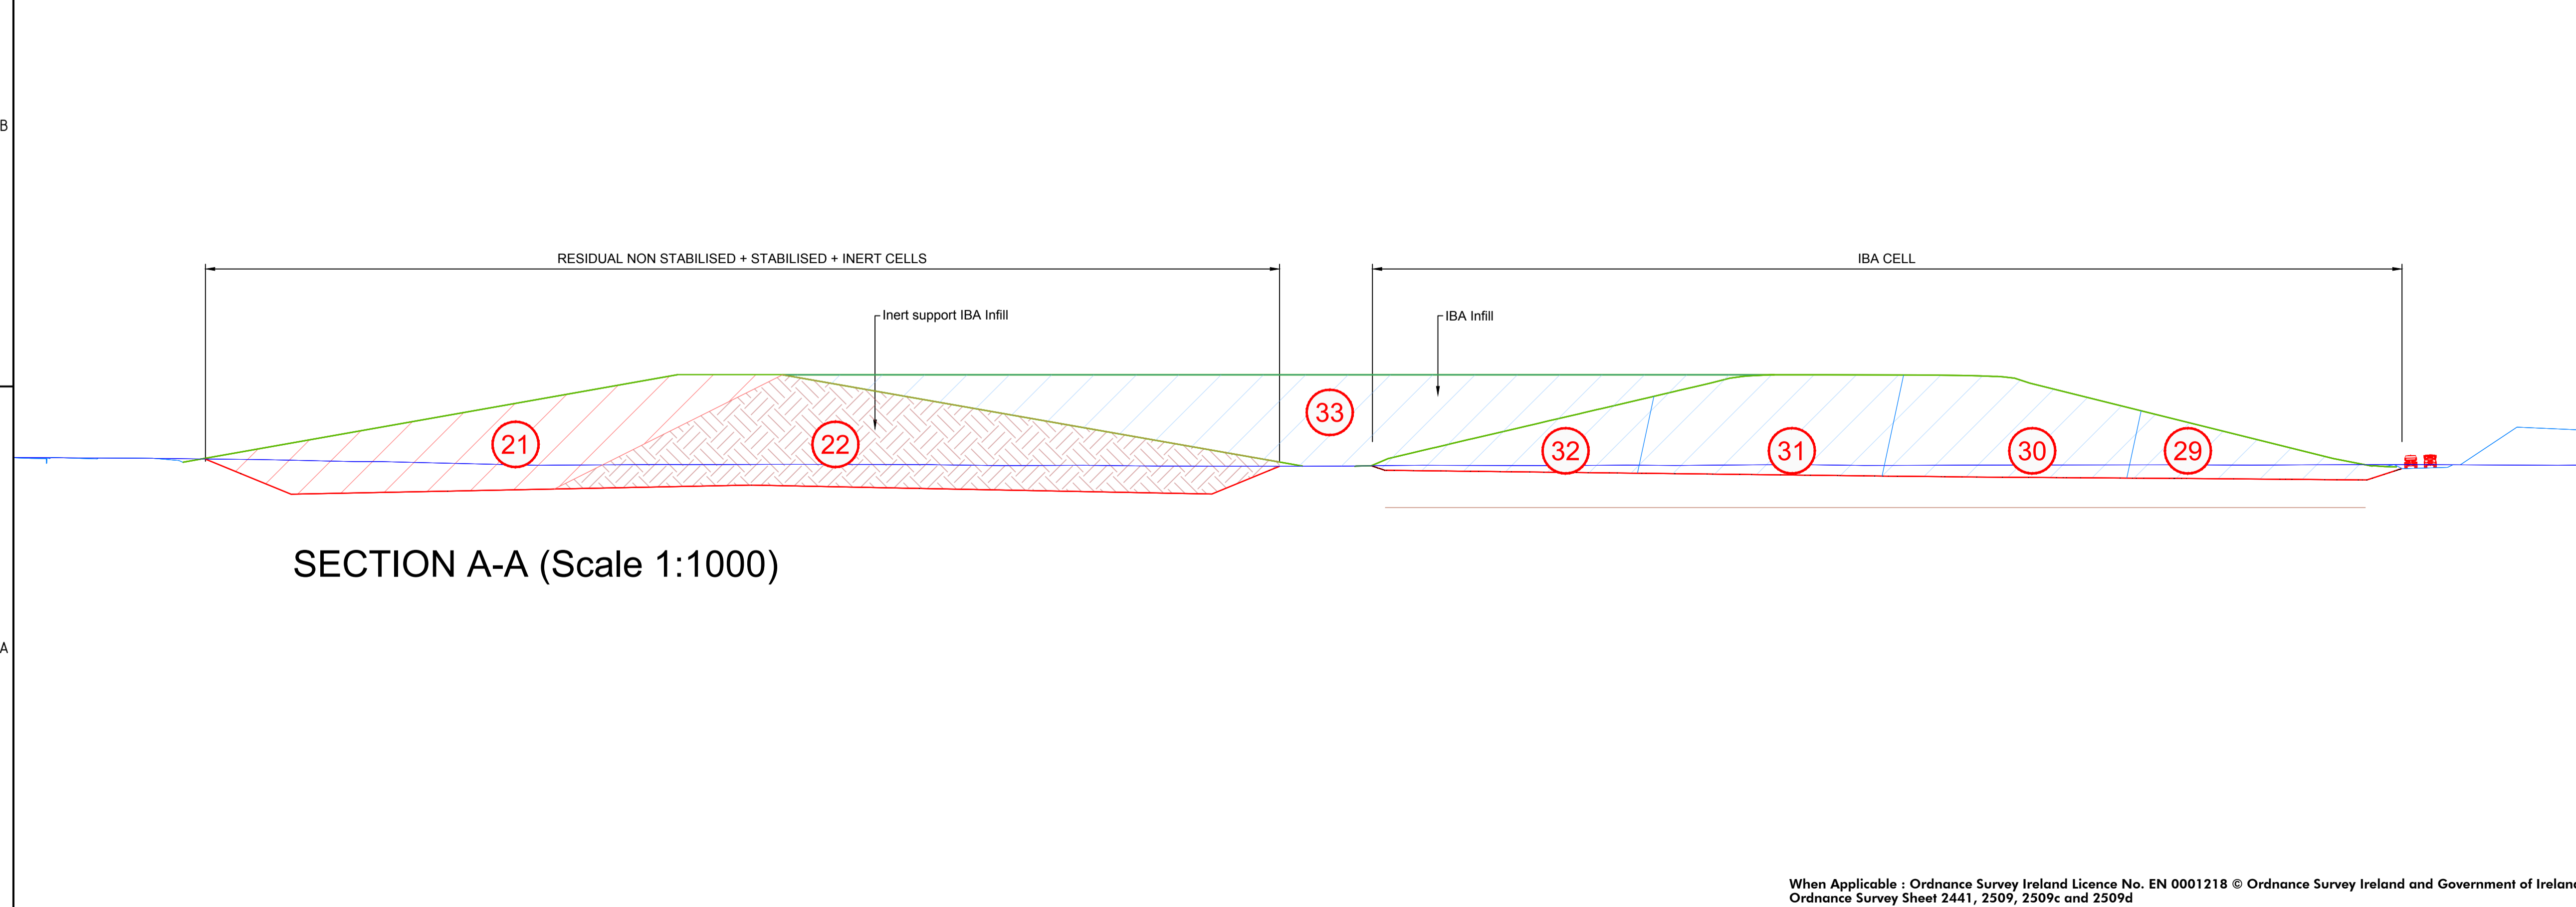 B
RESIDUAL NON STABILISED + STABILISED + INERT CELLS
IBA CELL
Inert support IBA Infill
IBA Infill
33
21
22
32
31
30
29
SECTION A-A (Scale 1:1000)
A
When Applicable : Ordnance Survey Ireland Licence No. EN 0001218 © Ordnance Survey Ireland and Government of Irelan
Ordnance Survey Sheet 2441, 2509, 2509c and 2509d